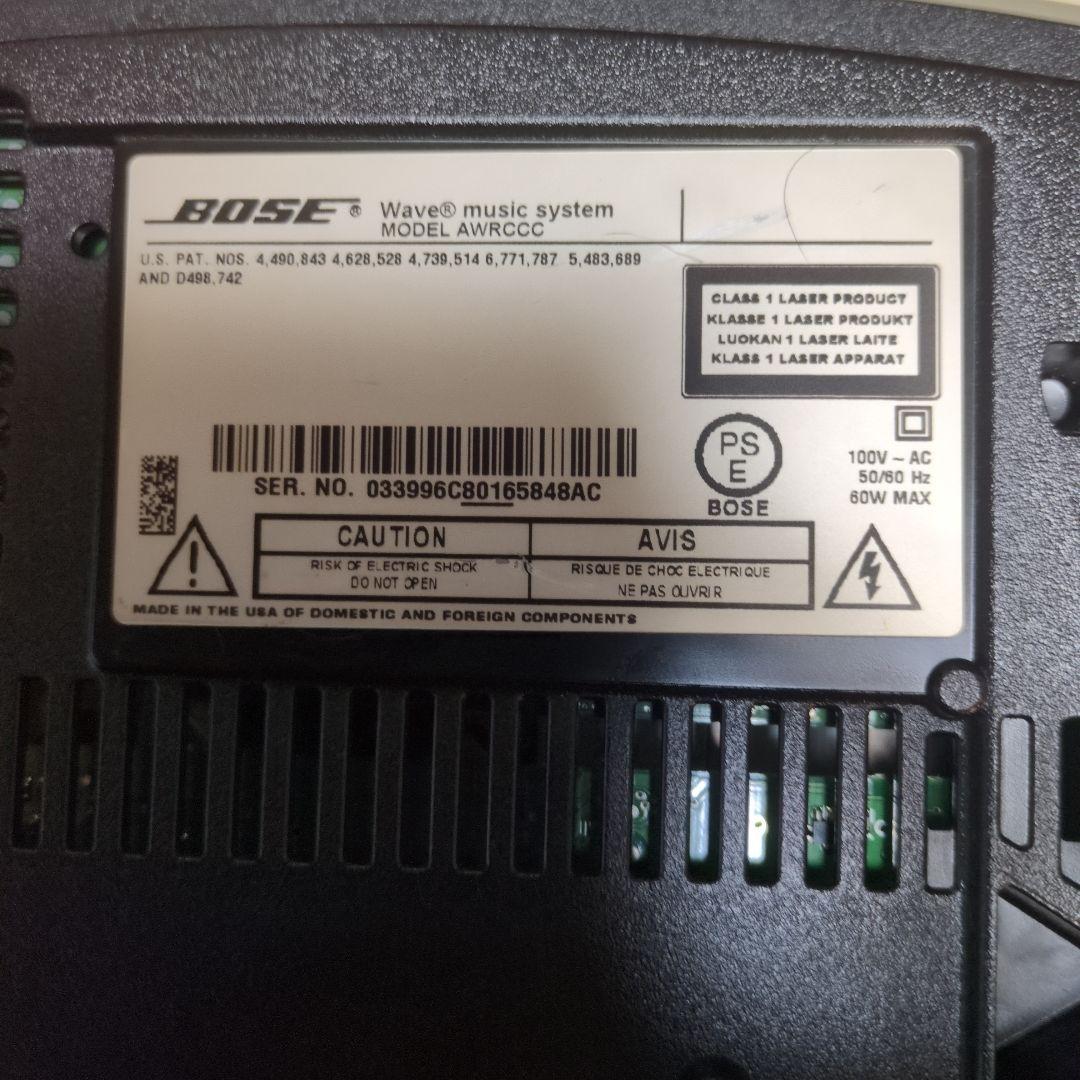 BOSE ® Wave® music system
MODEL AWRCCC
U.S. PAT. NOS. 4,490,843 4,628,528 4,739,514 6,771,787 5,483,689
AND D498,742
CLASS 1 LASER PRODUCT
KLASSE 1 LASER PRODUKT
LUOKAN 1 LASER LAITE
KLASS 1 LASER APPARAT
PS
E
BOSE
100V ~ AC
50/60 Hz
60W MAX
SER. NO. 033996C80165848AC
CAUTION
RISK OF ELECTRIC SHOCK
DO NOT OPEN
AVIS
RISQUE DE CHOC ELECTRIQUE
NE PAS OUVRIR
MADE IN THE USA OF DOMESTIC AND FOREIGN COMPONENTS